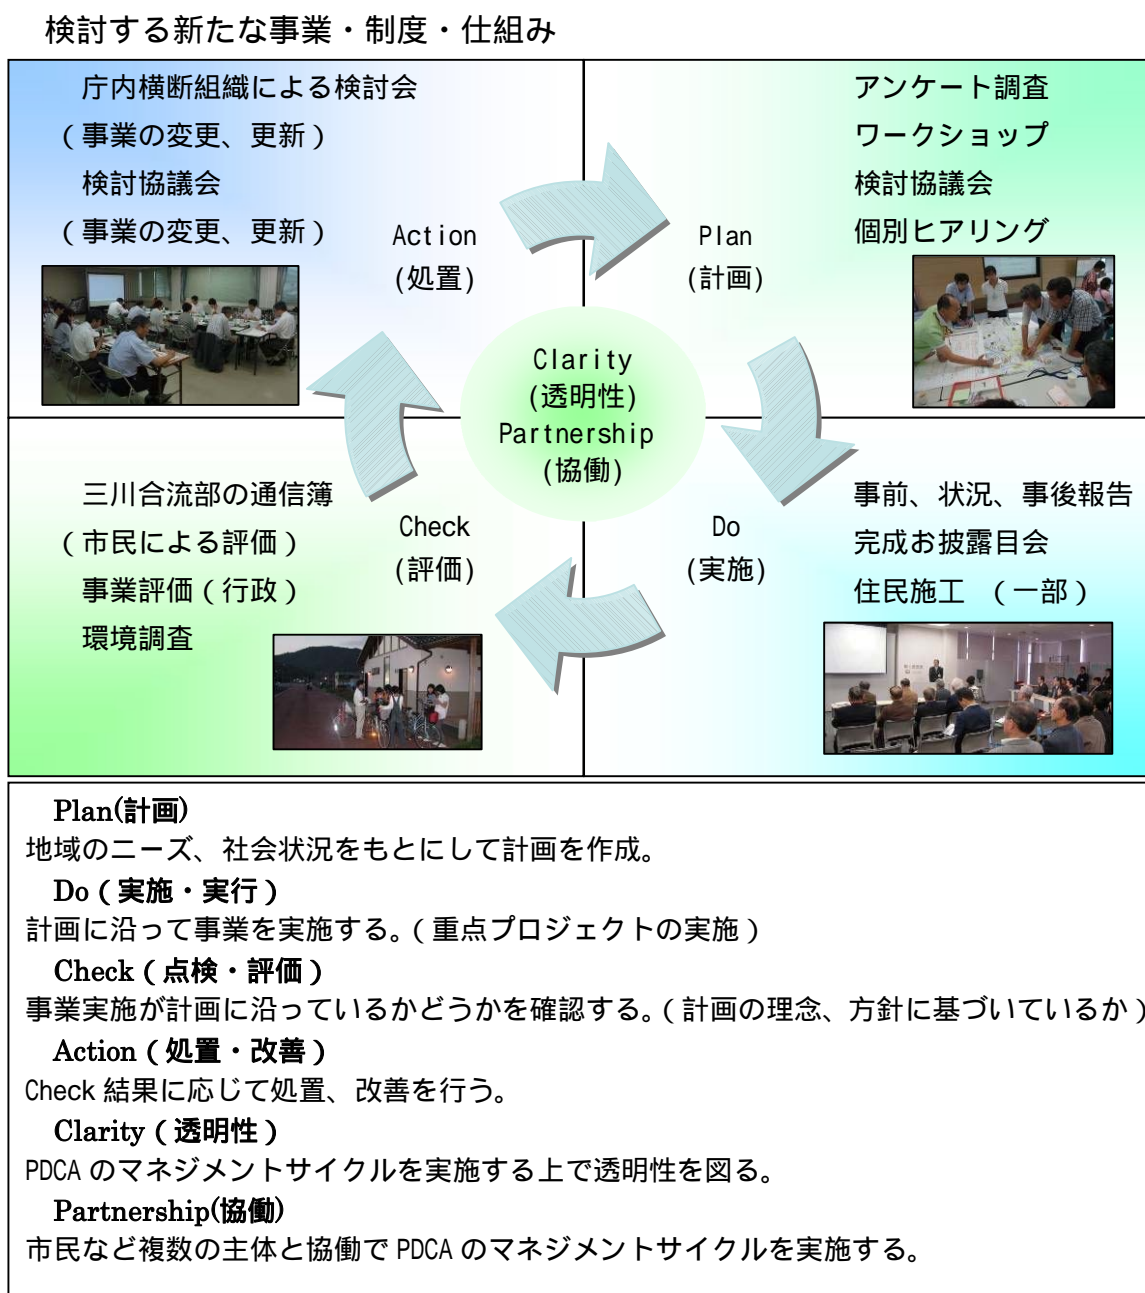 検討する新たな事業・制度・仕組み
庁内横断組織による検討会
（事業の変更、更新）
検討協議会
（事業の変更、更新）
Action
(処置)
アンケート調査
ワークショップ
検討協議会
個別ヒアリング
Plan
(計画)
Clarity
(透明性)
Partnership
(協働)
三川合流部の通信簿
（市民による評価）
事業評価（行政）
環境調査
Check
(評価)
事前、状況、事後報告
完成お披露目会
住民施工　（一部）
Do
(実施)
Plan(計画)
地域のニーズ、社会状況をもとにして計画を作成。
Do（実施・実行）
計画に沿って事業を実施する。（重点プロジェクトの実施）
Check（点検・評価）
事業実施が計画に沿っているかどうかを確認する。（計画の理念、方針に基づいているか）
Action（処置・改善）
Check 結果に応じて処置、改善を行う。
Clarity（透明性）
PDCA のマネジメントサイクルを実施する上で透明性を図る。
Partnership(協働)
市民など複数の主体と協働で PDCA のマネジメントサイクルを実施する。